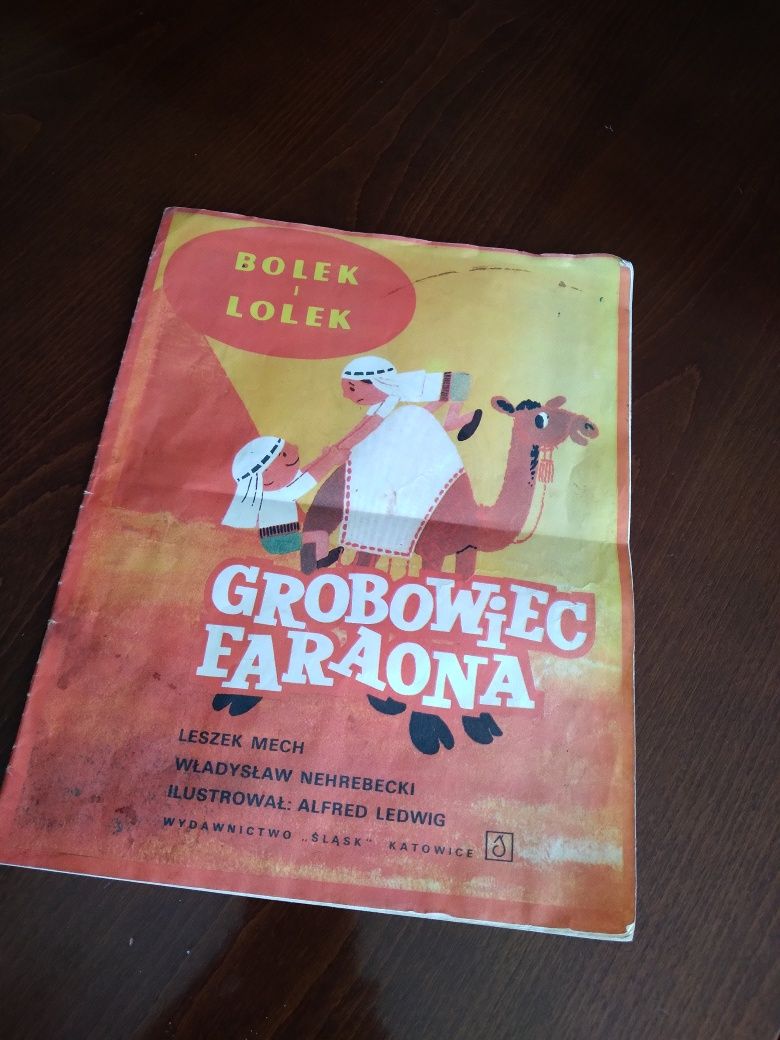 BOLEK
i
LOLEK
GROBOWiEC
FARAONA
LESZEK MECH
WŁADYSŁAW NEHREBECKI
ILUSTROWAŁ: ALFRED LEDWIG
WYDAWNICTWO „ŚLĄSK" KATOWICE